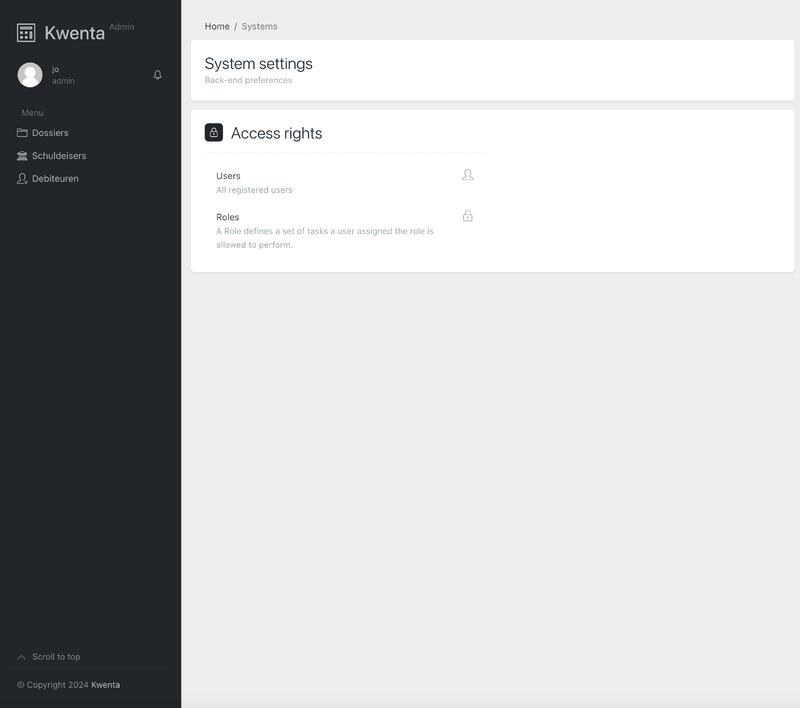 Kwenta Admin
jo
admin
Menu
Dossiers
Schuldeisers
Debiteuren
Scroll to top
© Copyright 2024 Kwenta
Home / Systems
System settings
Back-end preferences
Access rights
Users
All registered users
Roles
A Role defines a set of tasks a user assigned the role is
allowed to perform.